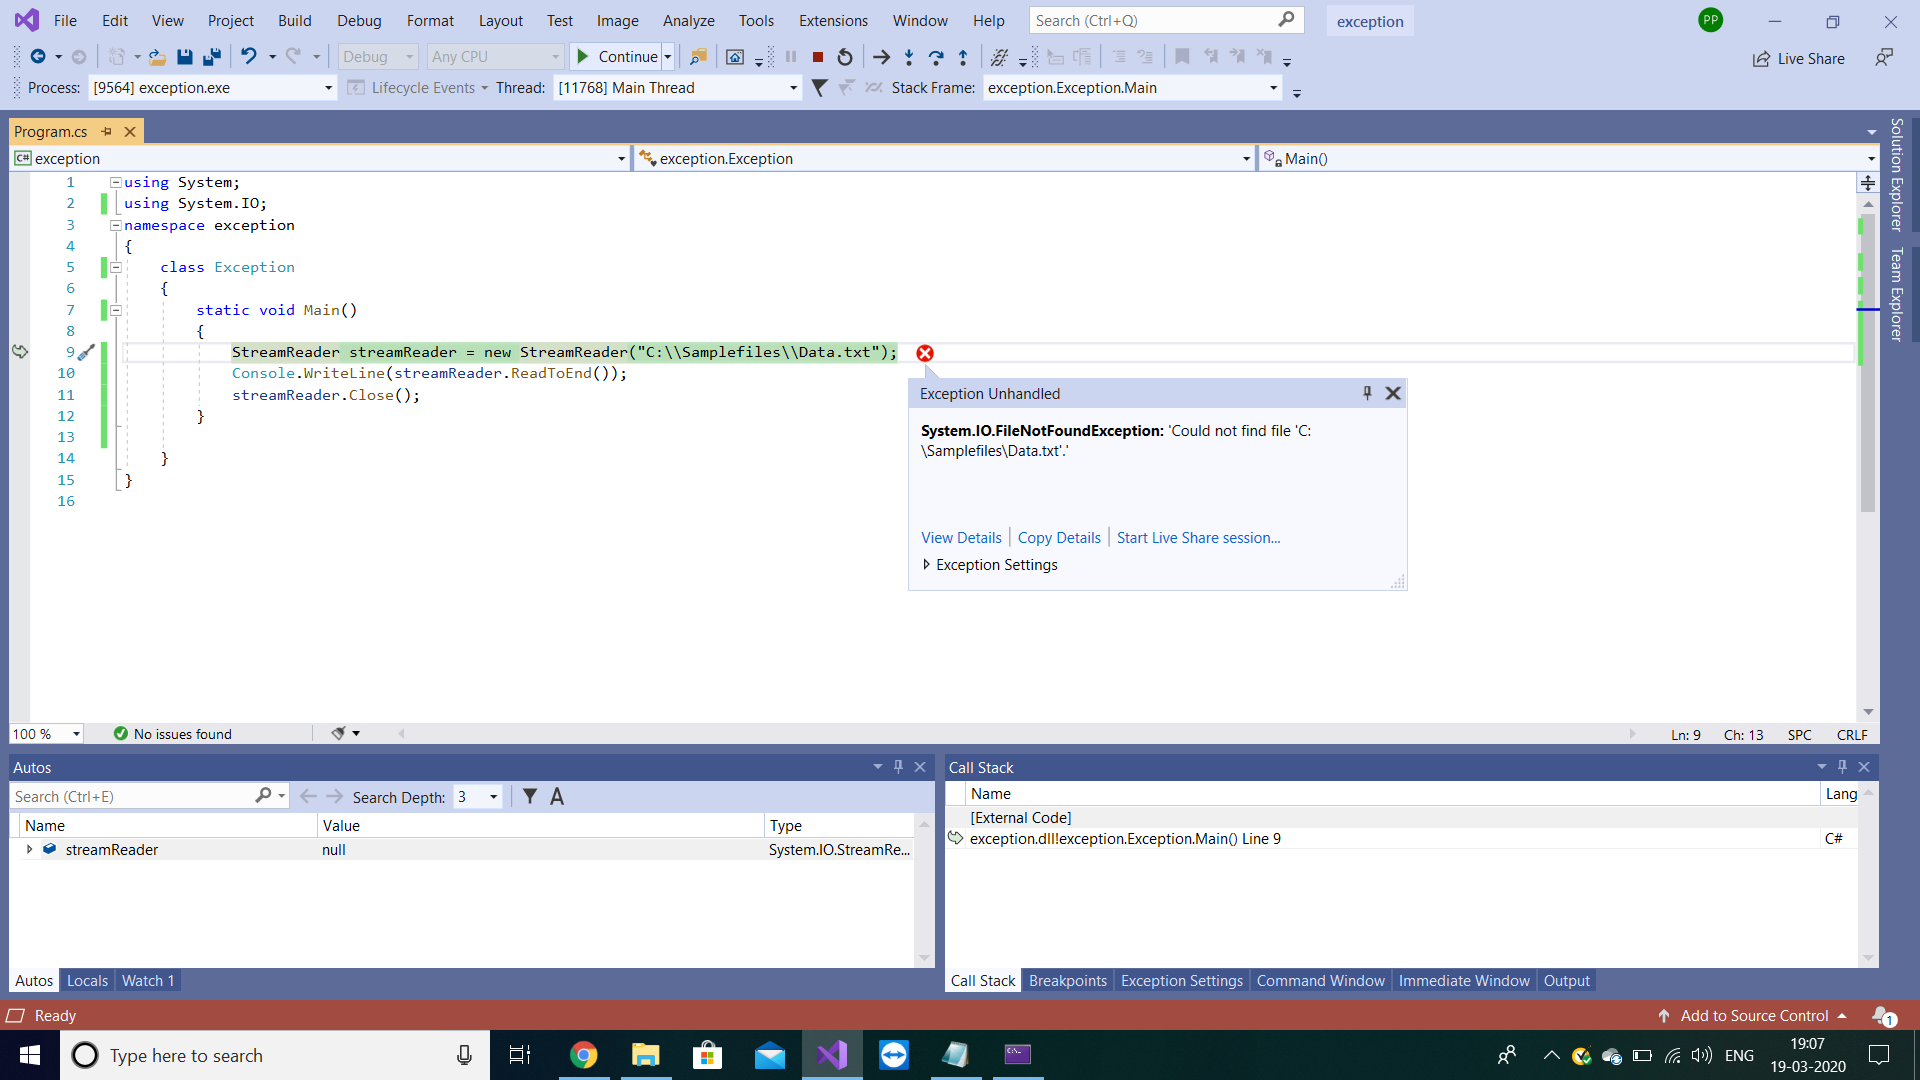 File Edit View Project Build Debug Format Layout Test Image Analyze Tools Extensions Window Help Search (Ctrl+Q) exception PP
Debug Any CPU Continue Live Share
Process: [9564] exception.exe Lifecycle Events Thread: [11768] Main Thread Stack Frame: exception.Exception.Main
Program.cs
C# exception exception.Exception Main()
Solution Explorer
Team Explorer
1 using System;
2 using System.IO;
3 namespace exception
4 {
5 class Exception
6 {
7 static void Main()
8 {
9 StreamReader streamReader = new StreamReader("C:\\Samplefiles\\Data.txt");
10 Console.WriteLine(streamReader.ReadToEnd());
11 streamReader.Close();
12 }
13
14 }
15 }
16
Exception Unhandled
System.IO.FileNotFoundException: 'Could not find file 'C:
\Samplefiles\Data.txt'.'
View Details Copy Details Start Live Share session...
Exception Settings
100 % No issues found Ln: 9 Ch: 13 SPC CRLF
Autos
Search (Ctrl+E) Search Depth: 3 A
Name Value Type
streamReader null System.IO.StreamRe...
Autos Locals Watch 1
Call Stack
Name Lang
[External Code]
exception.dll!exception.Exception.Main() Line 9 C#
Call Stack Breakpoints Exception Settings Command Window Immediate Window Output
Ready Add to Source Control 1
Type here to search ENG 19:07
19-03-2020